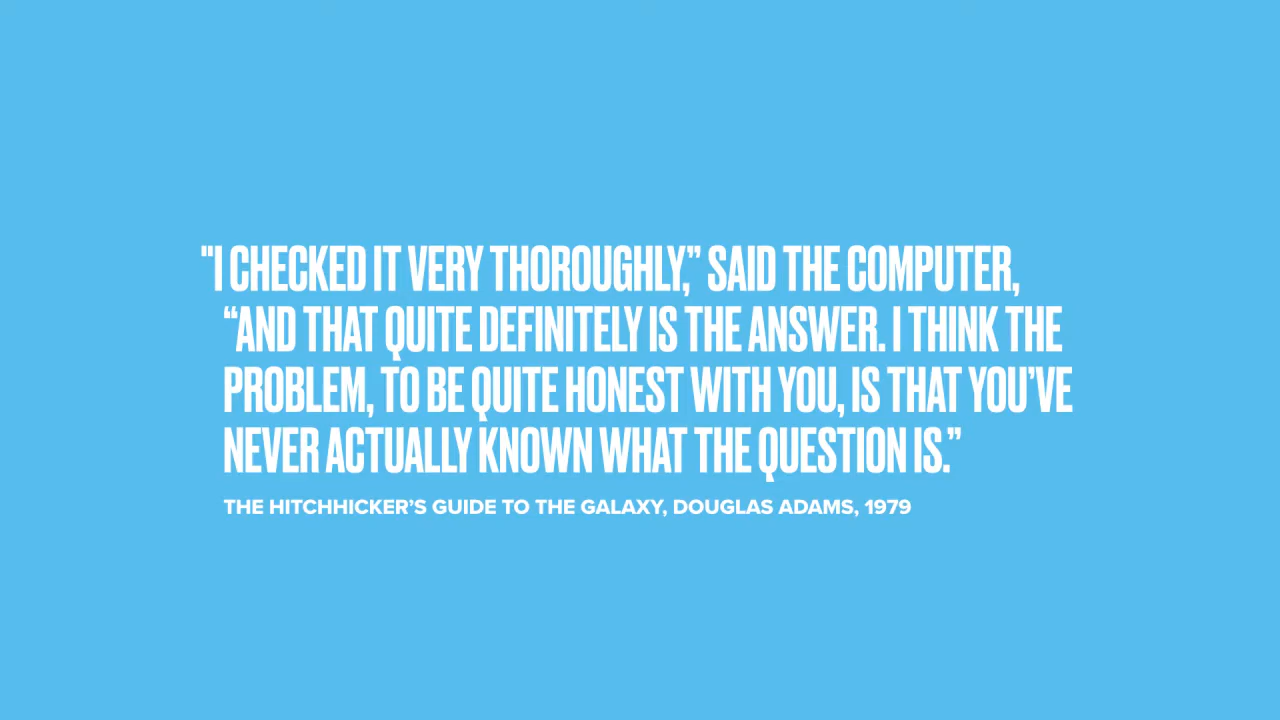 “I CHECKED IT VERY THOROUGHLY,” SAID THE COMPUTER,
“AND THAT QUITE DEFINITELY IS THE ANSWER. I THINK THE
PROBLEM, TO BE QUITE HONEST WITH YOU, IS THAT YOU’VE
NEVER ACTUALLY KNOWN WHAT THE QUESTION IS.”
THE HITCHHICKER’S GUIDE TO THE GALAXY, DOUGLAS ADAMS, 1979